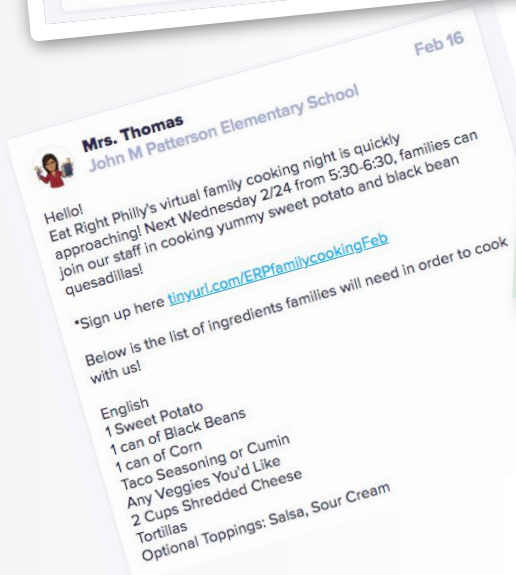 Feb 16
Mrs. Thomas
John M Patterson Elementary School
Hello!
Eat Right Philly's virtual family cooking night is quickly
approaching! Next Wednesday 2/24 from 5:30-6:30, families can
join our staff in cooking yummy sweet potato and black bean
quesadillas!
*Sign up here tinyurl.com/ERPfamilycookingFeb
Below is the list of ingredients families will need in order to cook
with us!
English
1 Sweet Potato
1 can of Black Beans
1 can of Corn
Taco Seasoning or Cumin
Any Veggies You'd Like
2 Cups Shredded Cheese
Tortillas
Optional Toppings: Salsa, Sour Cream